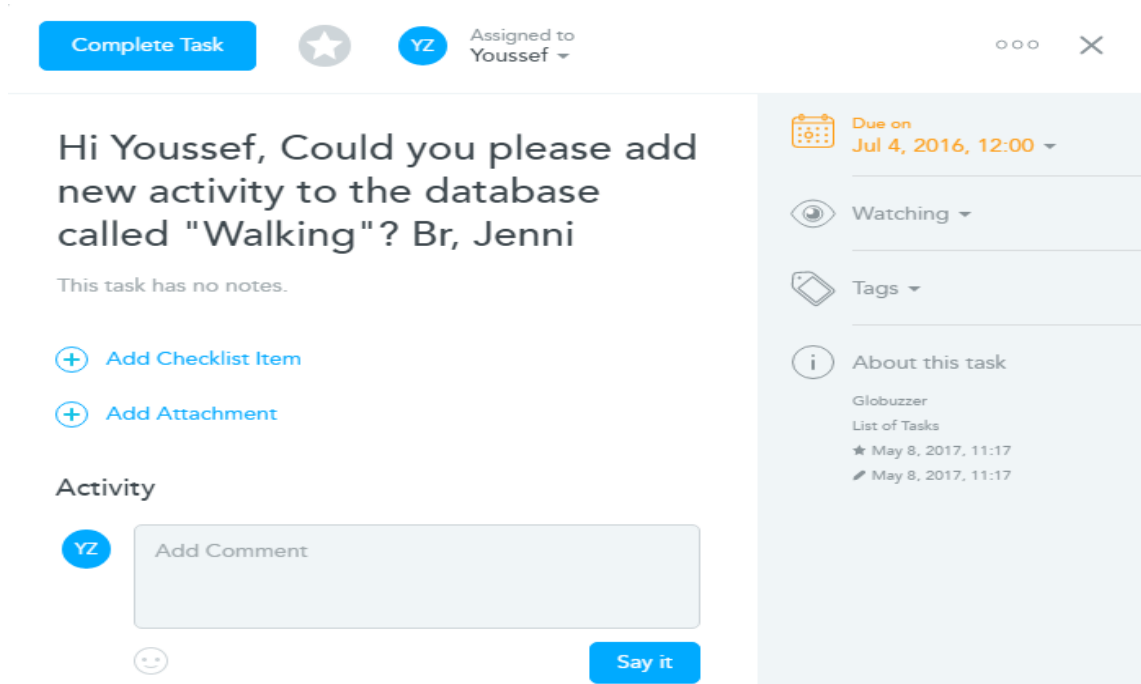 Complete Task
YZ
Assigned to
Youssef
Hi Youssef, Could you please add
new activity to the database
called "Walking"? Br, Jenni
This task has no notes.
Add Checklist Item
Add Attachment
Activity
YZ
Add Comment
Say it
Due on
Jul 4, 2016, 12:00
Watching
Tags
About this task
Globuzzer
List of Tasks
May 8, 2017, 11:17
May 8, 2017, 11:17